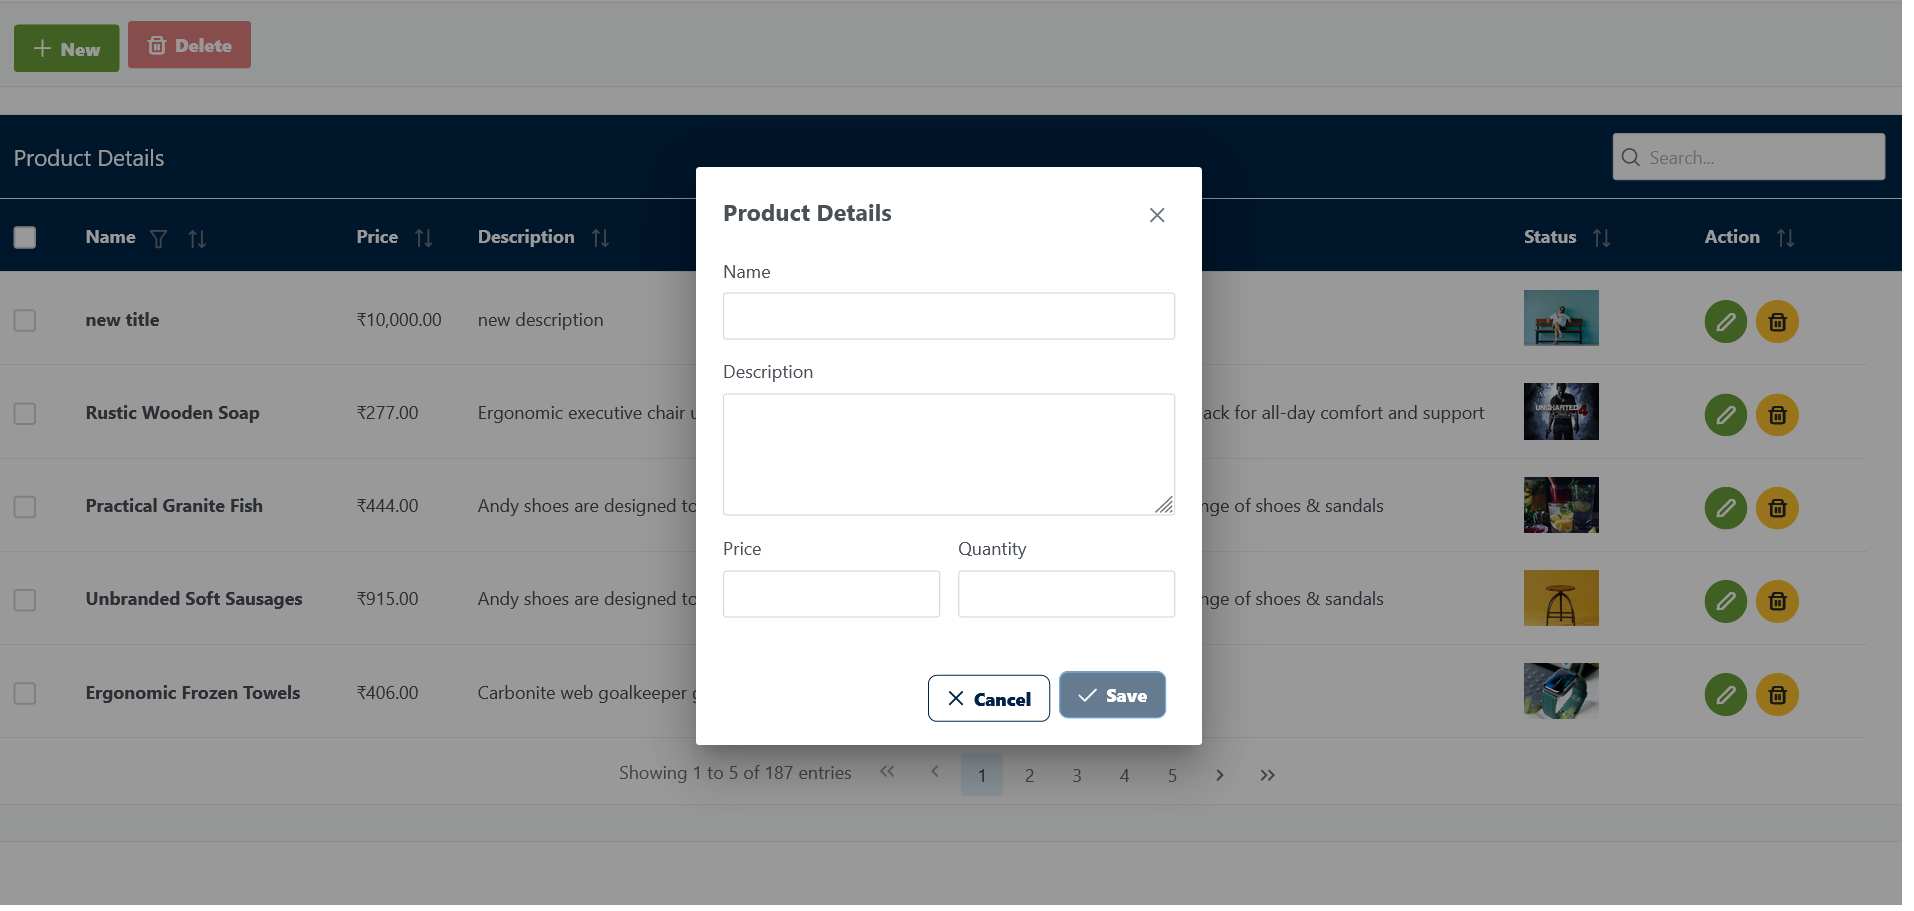 New
Delete
Product Details
Search...
Name Price Description Status Action
new title ₹10,000.00 new description
Rustic Wooden Soap ₹277.00 Ergonomic executive chair ack for all-day comfort and support
UNCHARTED 4
Practical Granite Fish ₹444.00 Andy shoes are designed to nge of shoes & sandals
Unbranded Soft Sausages ₹915.00 Andy shoes are designed to nge of shoes & sandals
Ergonomic Frozen Towels ₹406.00 Carbonite web goalkeeper
Showing 1 to 5 of 187 entries 1 2 3 4 5
Product Details
Name
Description
Price Quantity
Cancel Save